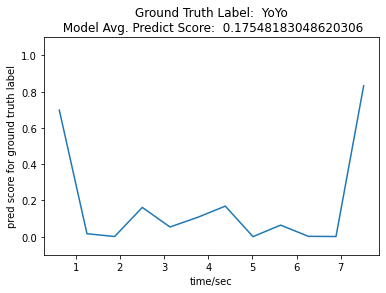 Ground Truth Label:  YoYo
Model Avg. Predict Score:  0.17548183048620306
1.0
0.8
0.6
0.4
0.2
0.0
pred score for ground truth label
1 2 3 4 5 6 7
time/sec